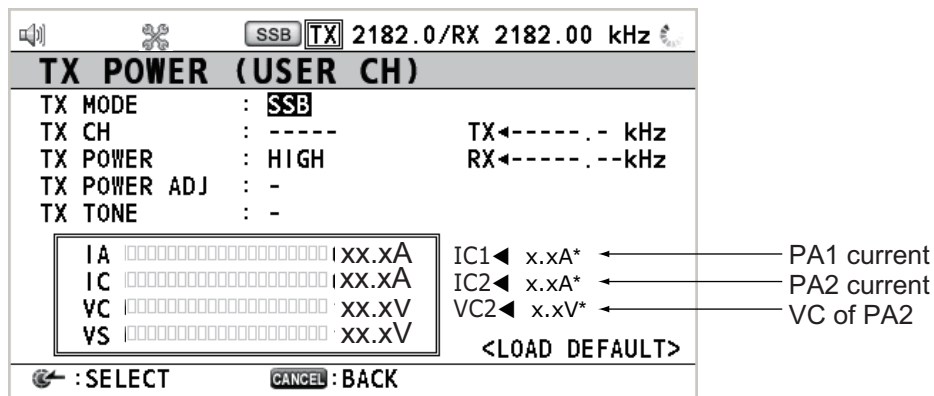 SSB TX 2182.0/RX 2182.00 kHz
TX POWER (USER CH)
TX MODE : SSB
TX CH : ----- TX◄-----.- kHz
TX POWER : HIGH RX◄-----.--kHz
TX POWER ADJ : -
TX TONE : -
IA xx.xA IC1◄ x.xA* PA1 current
IC xx.xA IC2◄ x.xA* PA2 current
VC xx.xV VC2◄ x.xV* VC of PA2
VS xx.xV
<LOAD DEFAULT>
:SELECT CANCEL:BACK